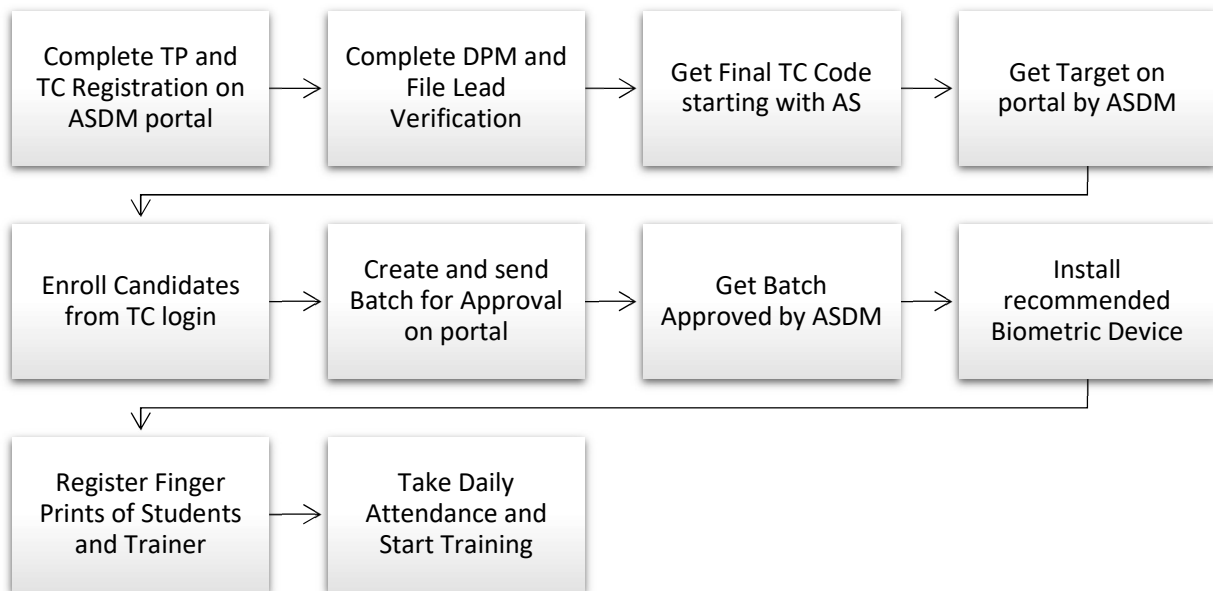 Complete TP and
TC Registration on
ASDM portal
Complete DPM and
File Lead
Verification
Get Final TC Code
starting with AS
Get Target on
portal by ASDM
Enroll Candidates
from TC login
Create and send
Batch for Approval
on portal
Get Batch
Approved by ASDM
Install
recommended
Biometric Device
Register Finger
Prints of Students
and Trainer
Take Daily
Attendance and
Start Training